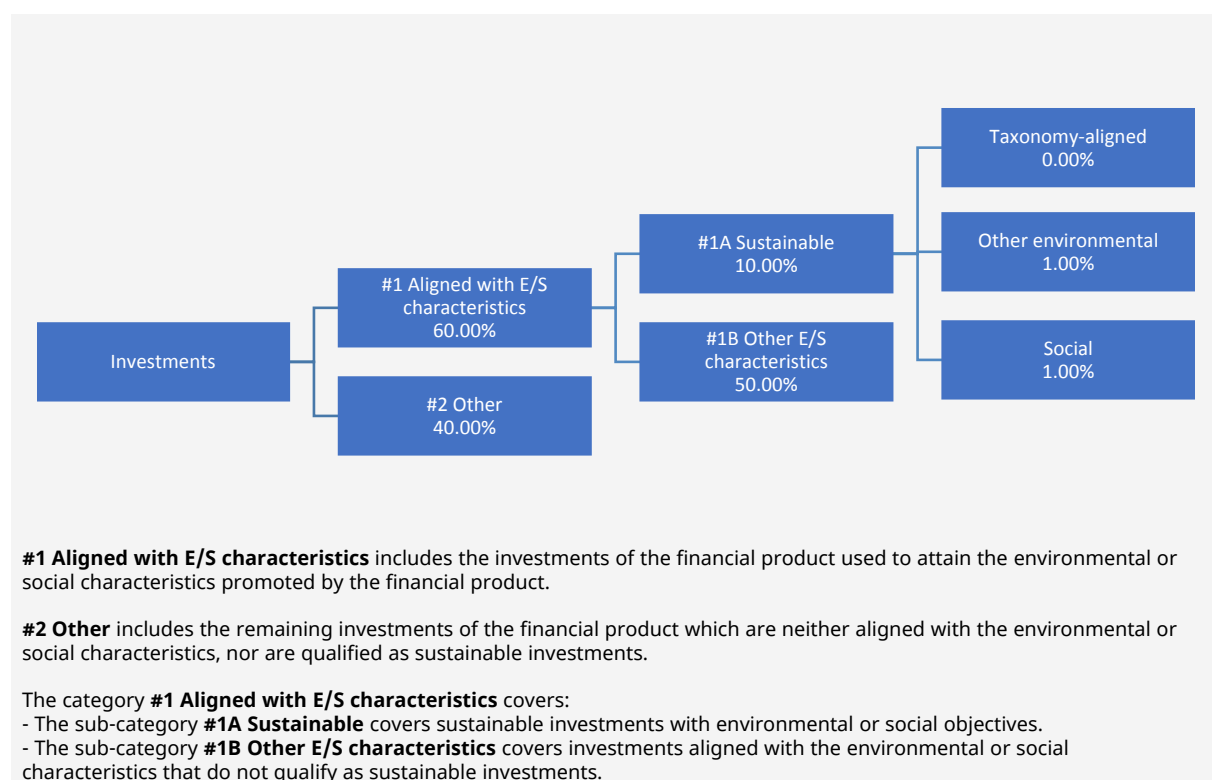 Taxonomy-aligned
0.00%
#1A Sustainable
10.00%
Other environmental
1.00%
#1 Aligned with E/S
characteristics
60.00%
Investments
#1B Other E/S
characteristics
50.00%
Social
1.00%
#2 Other
40.00%
#1 Aligned with E/S characteristics includes the investments of the financial product used to attain the environmental or
social characteristics promoted by the financial product.
#2 Other includes the remaining investments of the financial product which are neither aligned with the environmental or
social characteristics, nor are qualified as sustainable investments.
The category #1 Aligned with E/S characteristics covers:
- The sub-category #1A Sustainable covers sustainable investments with environmental or social objectives.
- The sub-category #1B Other E/S characteristics covers investments aligned with the environmental or social
characteristics that do not qualify as sustainable investments.